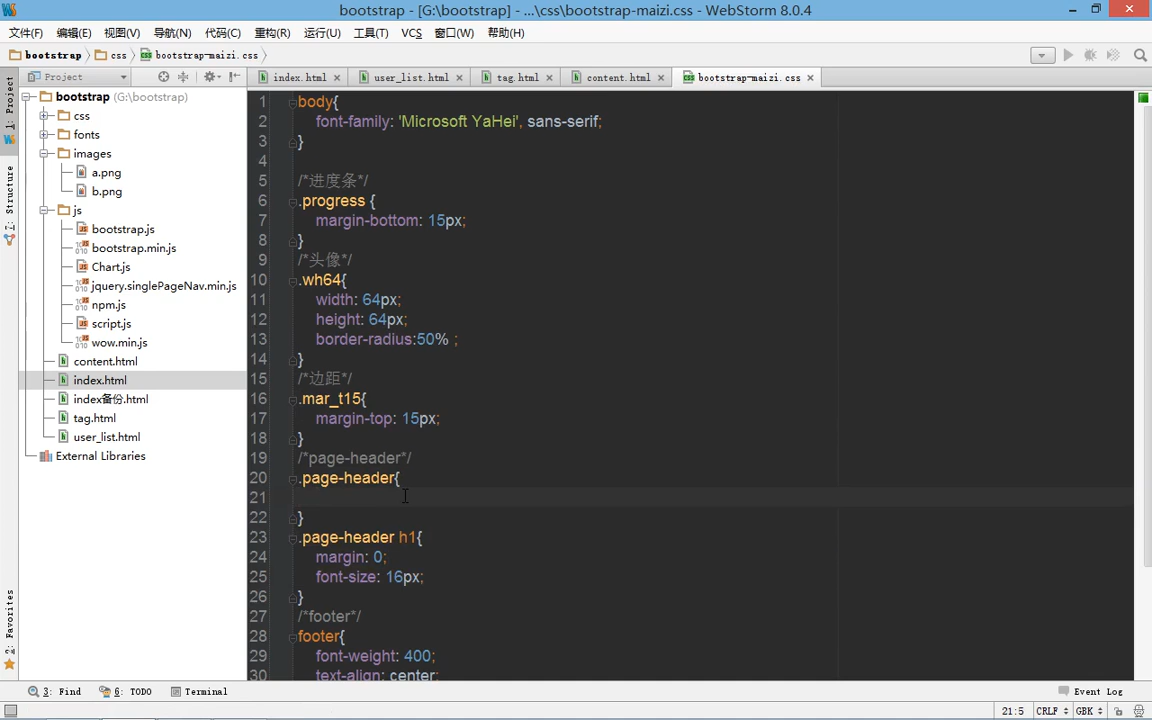 bootstrap - [G:\bootstrap] - ...\css\bootstrap-maizi.css - WebStorm 8.0.4
文件(F) 编辑(E) 视图(V) 导航(N) 代码(C) 重构(R) 运行(U) 工具(T) VCS 窗口(W) 帮助(H)
bootstrap css bootstrap-maizi.css
Project index.html user_list.html tag.html content.html bootstrap-maizi.css
1: Project
7: Structure
2: Favorites
bootstrap (G:\bootstrap)
css
fonts
images
a.png
b.png
js
bootstrap.js
bootstrap.min.js
Chart.js
jquery.singlePageNav.min.js
npm.js
script.js
wow.min.js
content.html
index.html
index备份.html
tag.html
user_list.html
External Libraries
1 body{
2 font-family: 'Microsoft YaHei', sans-serif;
3 }
4
5 /*进度条*/
6 .progress {
7 margin-bottom: 15px;
8 }
9 /*头像*/
10 .wh64{
11 width: 64px;
12 height: 64px;
13 border-radius:50% ;
14 }
15 /*边距*/
16 .mar_t15{
17 margin-top: 15px;
18 }
19 /*page-header*/
20 .page-header{
21
22 }
23 .page-header h1{
24 margin: 0;
25 font-size: 16px;
26 }
27 /*footer*/
28 footer{
29 font-weight: 400;
30 text-align: center;
3: Find 6: TODO Terminal Event Log
21:5 CRLF GBK